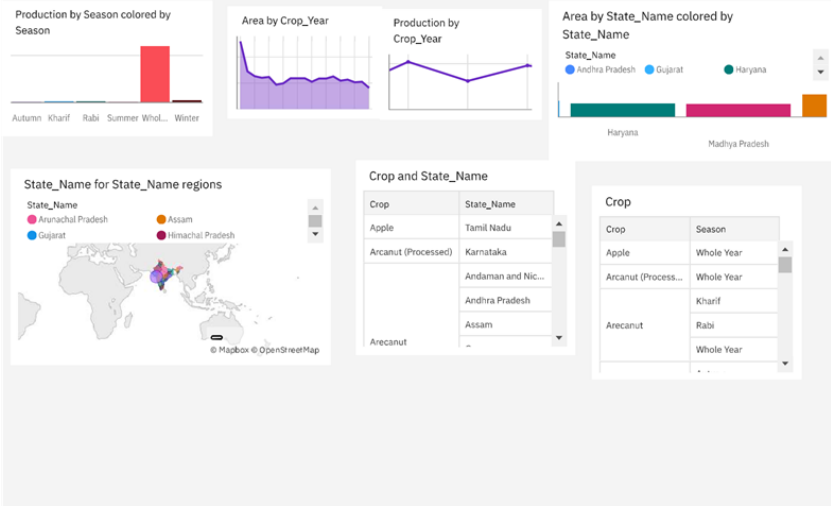 Production by Season colored by
Season
Autumn Kharif Rabi Summer Whol... Winter
Area by Crop_Year
Production by
Crop_Year
Area by State_Name colored by
State_Name
State_Name
Andhra Pradesh Gujarat Haryana
Haryana
Madhya Pradesh
State_Name for State_Name regions
State_Name
Arunachal Pradesh Assam
Gujarat Himachal Pradesh
© Mapbox © OpenStreetMap
Crop and State_Name
Crop State_Name
Apple Tamil Nadu
Arcanut (Processed) Karnataka
Andaman and Nic...
Andhra Pradesh
Assam
Arecanut
Crop
Crop Season
Apple Whole Year
Arcanut (Process... Whole Year
Kharif
Arecanut Rabi
Whole Year